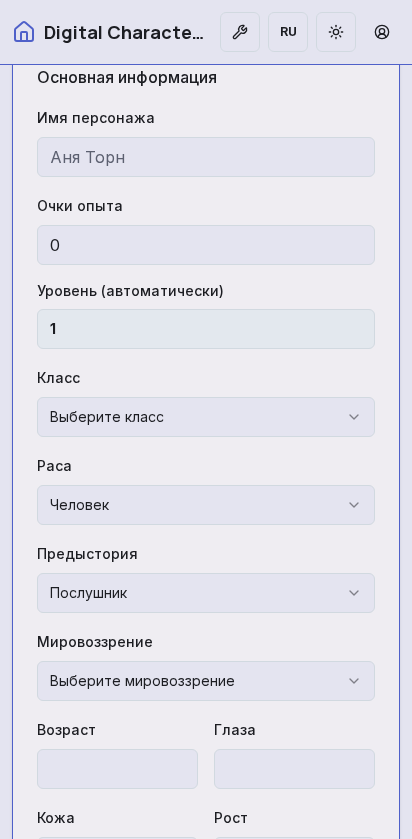 Digital Characte...
RU
Основная информация
Имя персонажа
Аня Торн
Очки опыта
0
Уровень (автоматически)
1
Класс
Выберите класс
Раса
Человек
Предыстория
Послушник
Мировоззрение
Выберите мировоззрение
Возраст
Глаза
Кожа
Рост